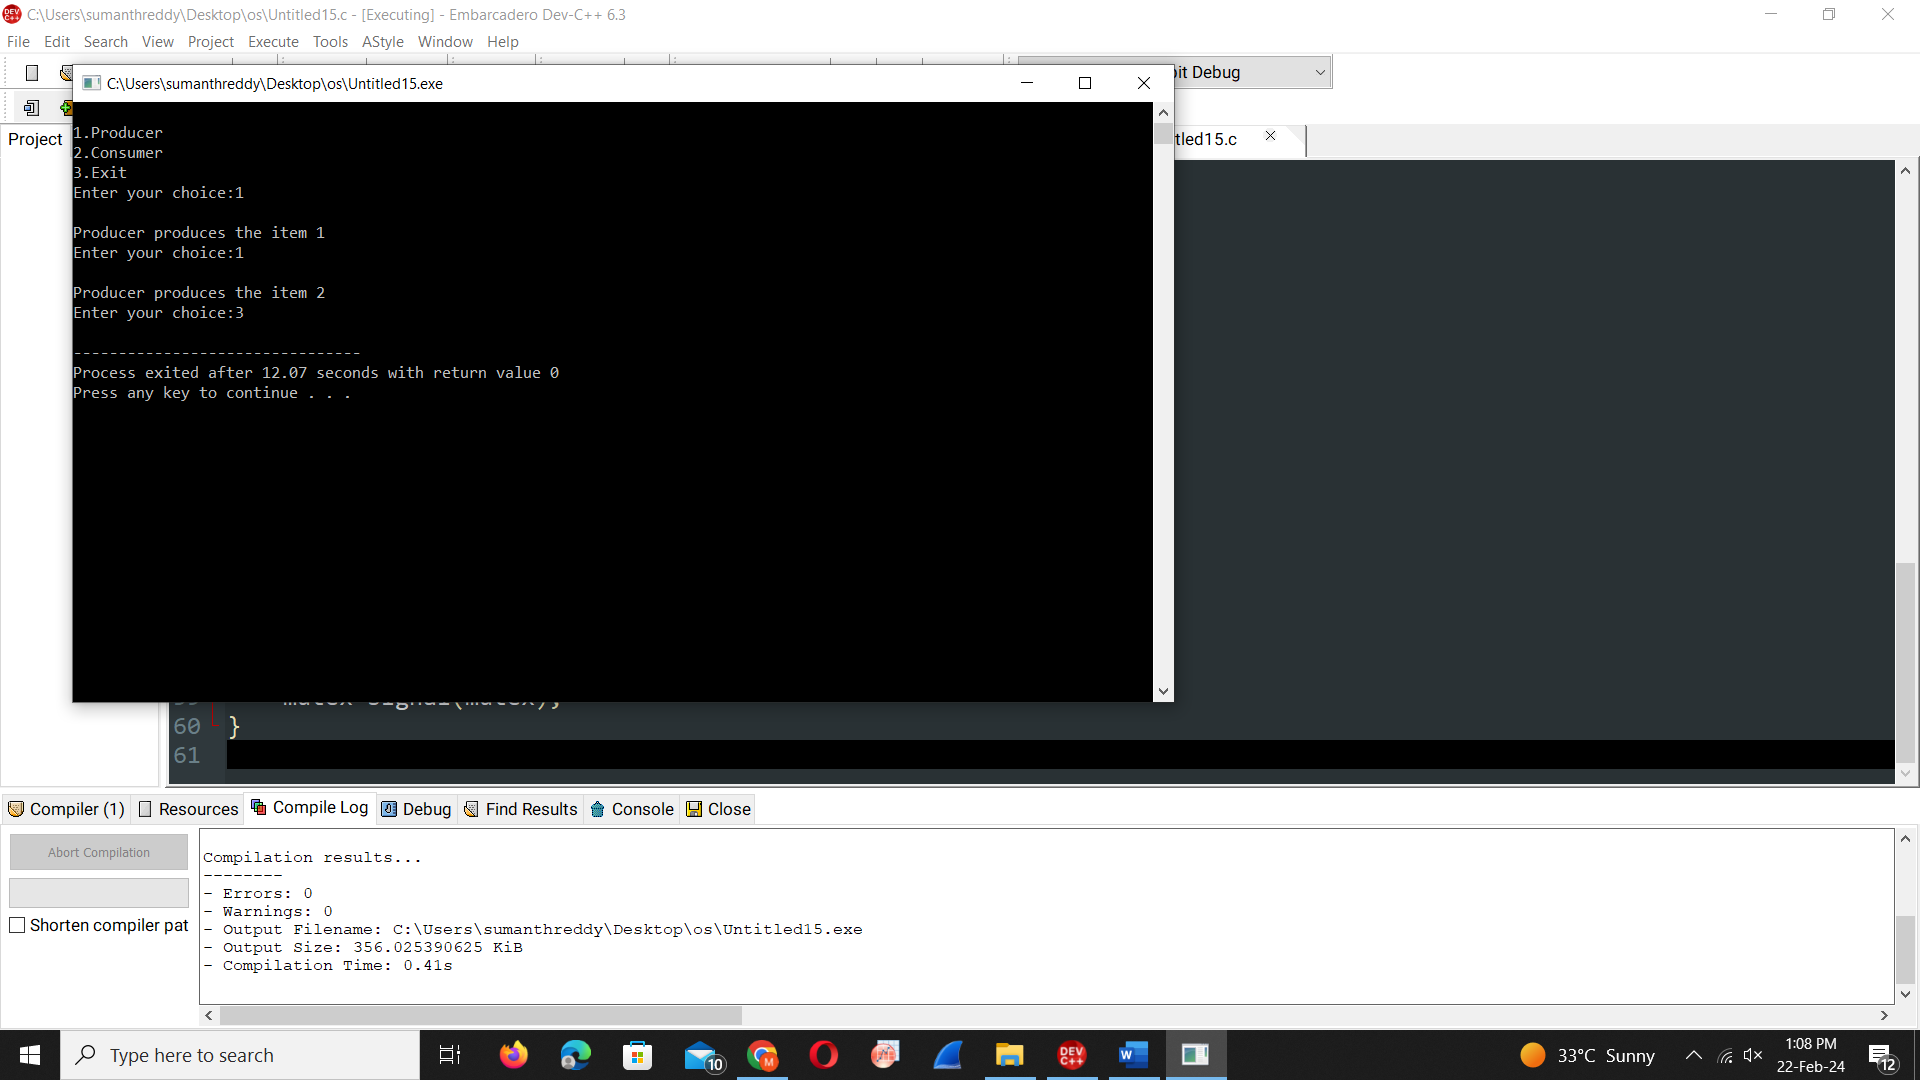 C:\Users\sumanthreddy\Desktop\os\Untitled15.c - [Executing] - Embarcadero Dev-C++ 6.3
File Edit Search View Project Execute Tools AStyle Window Help
C:\Users\sumanthreddy\Desktop\os\Untitled15.exe
bit Debug
Project
tled15.c
1.Producer
2.Consumer
3.Exit
Enter your choice:1
Producer produces the item 1
Enter your choice:1
Producer produces the item 2
Enter your choice:3
--------------------------------
Process exited after 12.07 seconds with return value 0
Press any key to continue . . .
60 }
61
Compiler (1) Resources Compile Log Debug Find Results Console Close
Abort Compilation
Shorten compiler pat
Compilation results...
--------
- Errors: 0
- Warnings: 0
- Output Filename: C:\Users\sumanthreddy\Desktop\os\Untitled15.exe
- Output Size: 356.025390625 KiB
- Compilation Time: 0.41s
Type here to search
10
DEV C++
33°C Sunny
1:08 PM
22-Feb-24
12